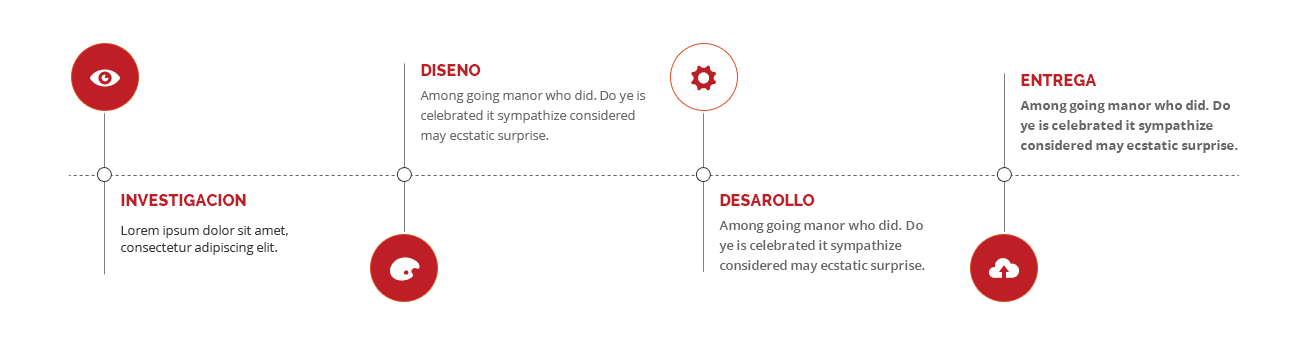 INVESTIGACION
Lorem ipsum dolor sit amet,
consectetur adipiscing elit.
DISENO
Among going manor who did. Do ye is
celebrated it sympathize considered
may ecstatic surprise.
DESAROLLO
Among going manor who did. Do
ye is celebrated it sympathize
considered may ecstatic surprise.
ENTREGA
Among going manor who did. Do
ye is celebrated it sympathize
considered may ecstatic surprise.